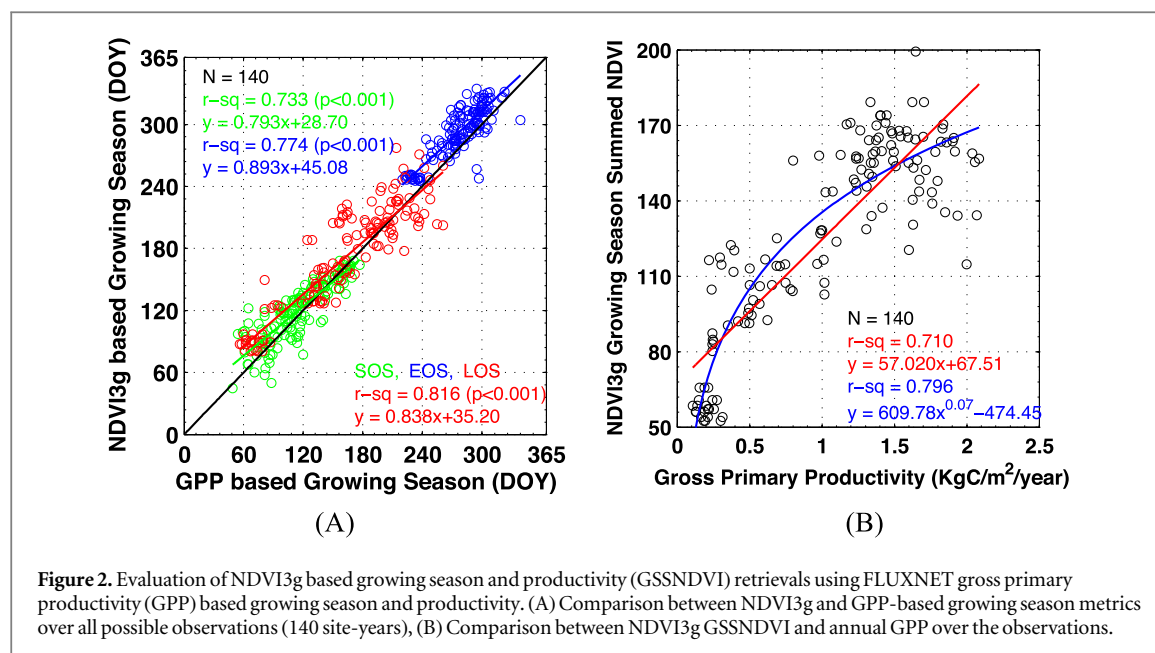 365
300
240
180
120
60
0
NDVI3g based Growing Season (DOY)
N = 140
r−sq = 0.733 (p<0.001)
y = 0.793x+28.70
r−sq = 0.774 (p<0.001)
y = 0.893x+45.08
SOS, EOS, LOS
r−sq = 0.816 (p<0.001)
y = 0.838x+35.20
0 60 120 180 240 300 365
GPP based Growing Season (DOY)
(A)
200
170
140
110
80
50
NDVI3g Growing Season Summed NDVI
N = 140
r−sq = 0.710
y = 57.020x+67.51
r−sq = 0.796
y = 609.78x^0.07−474.45
0 0.5 1 1.5 2 2.5
Gross Primary Productivity (KgC/m²/year)
(B)
Figure 2. Evaluation of NDVI3g based growing season and productivity (GSSNDVI) retrievals using FLUXNET gross primary
productivity (GPP) based growing season and productivity. (A) Comparison between NDVI3g and GPP-based growing season metrics
over all possible observations (140 site-years), (B) Comparison between NDVI3g GSSNDVI and annual GPP over the observations.